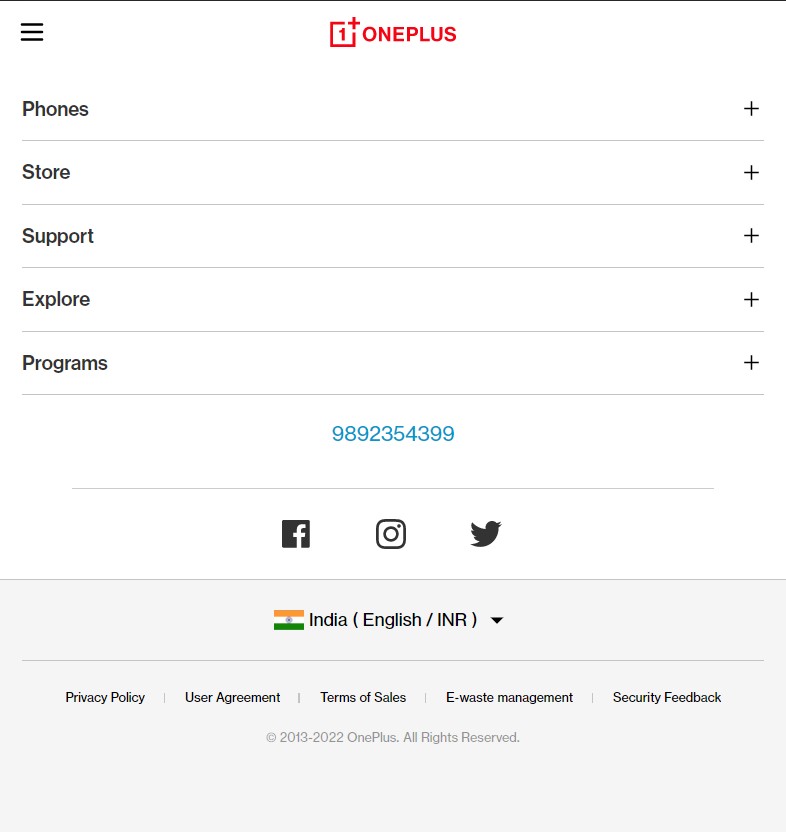 1 ONEPLUS
Phones
Store
Support
Explore
Programs
9892354399
India ( English / INR )
Privacy Policy | User Agreement | Terms of Sales | E-waste management | Security Feedback
© 2013-2022 OnePlus. All Rights Reserved.